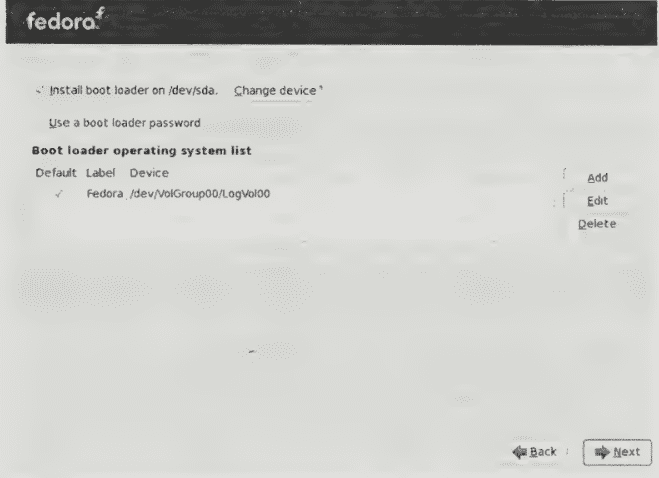 fedora
Install boot loader on /dev/sda. Change device
Use a boot loader password
Boot loader operating system list
Default Label Device
Fedora /dev/VolGroup00/LogVol00
Add
Edit
Delete
Back Next